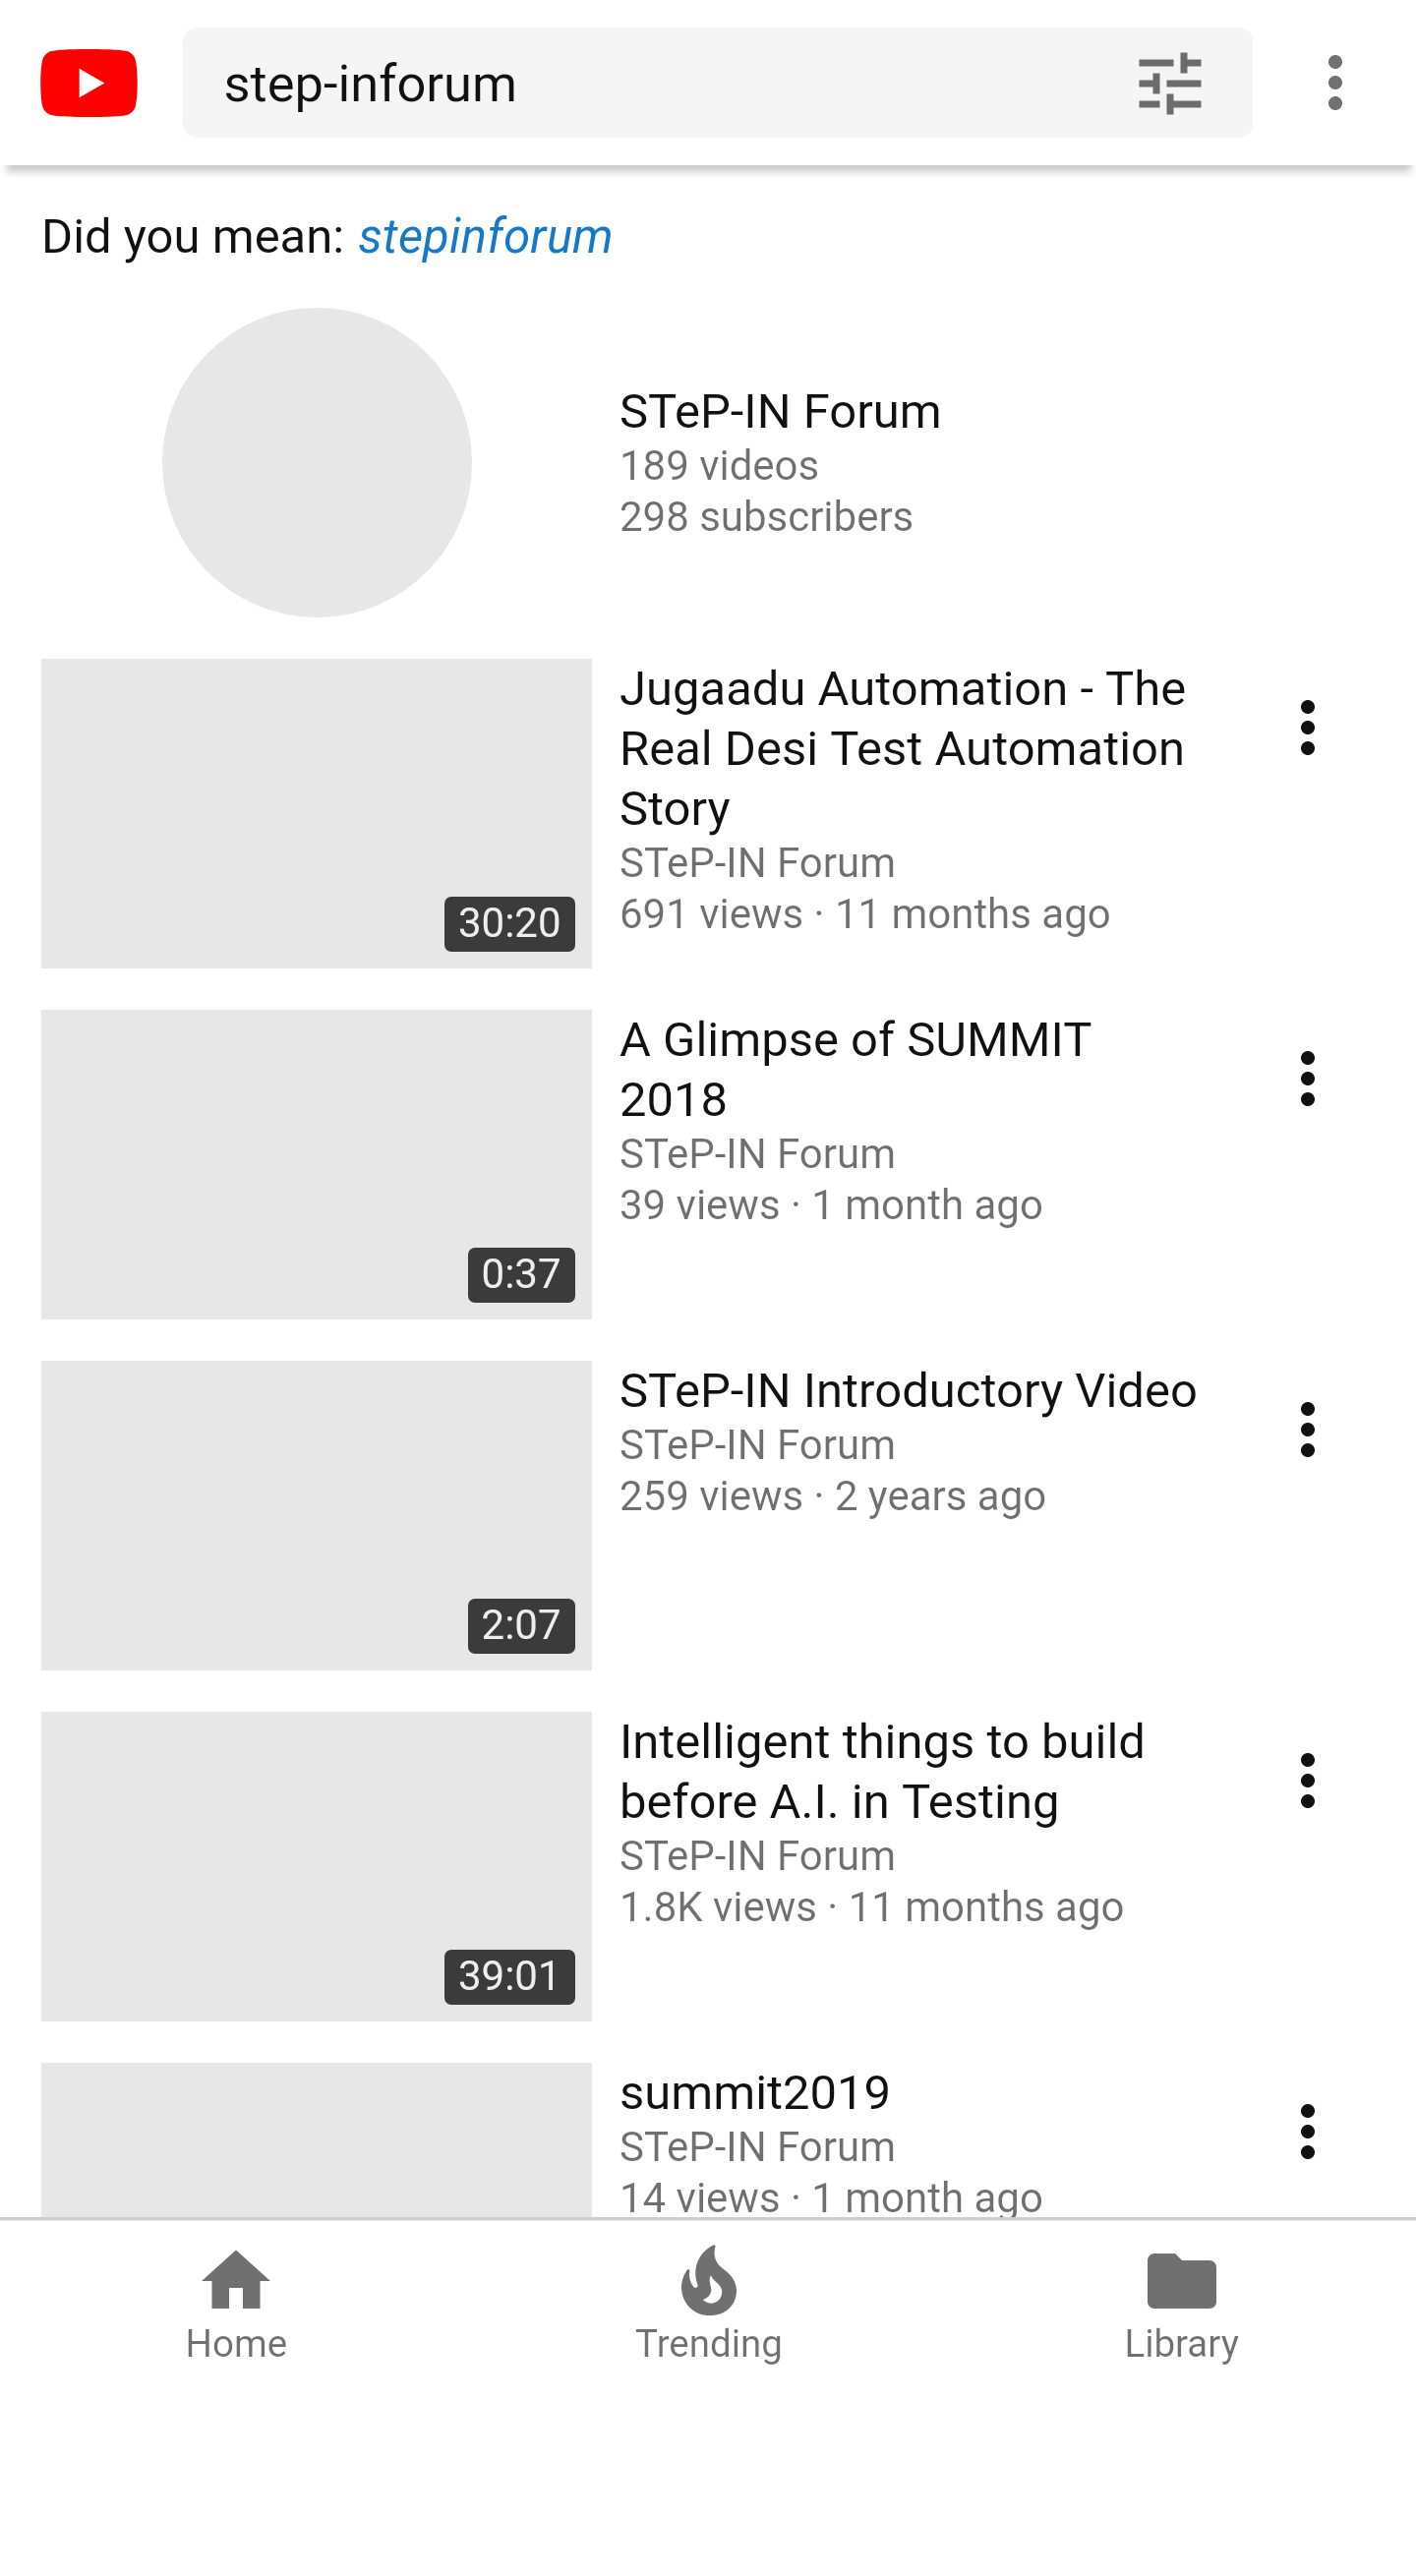 step-inforum
Did you mean: stepinforum
STeP-IN Forum
189 videos
298 subscribers
Jugaadu Automation - The
Real Desi Test Automation
Story
STeP-IN Forum
691 views · 11 months ago
30:20
A Glimpse of SUMMIT
2018
STeP-IN Forum
39 views · 1 month ago
0:37
STeP-IN Introductory Video
STeP-IN Forum
259 views · 2 years ago
2:07
Intelligent things to build
before A.I. in Testing
STeP-IN Forum
1.8K views · 11 months ago
39:01
summit2019
STeP-IN Forum
14 views · 1 month ago
Home
Trending
Library